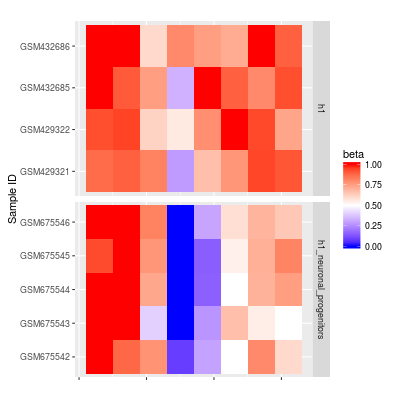 GSM432686
GSM432685
GSM429322
GSM429321
h1
GSM675546
GSM675545
GSM675544
GSM675543
GSM675542
h1_neuronal_progenitors
Sample ID
beta
1.00
0.75
0.50
0.25
0.00